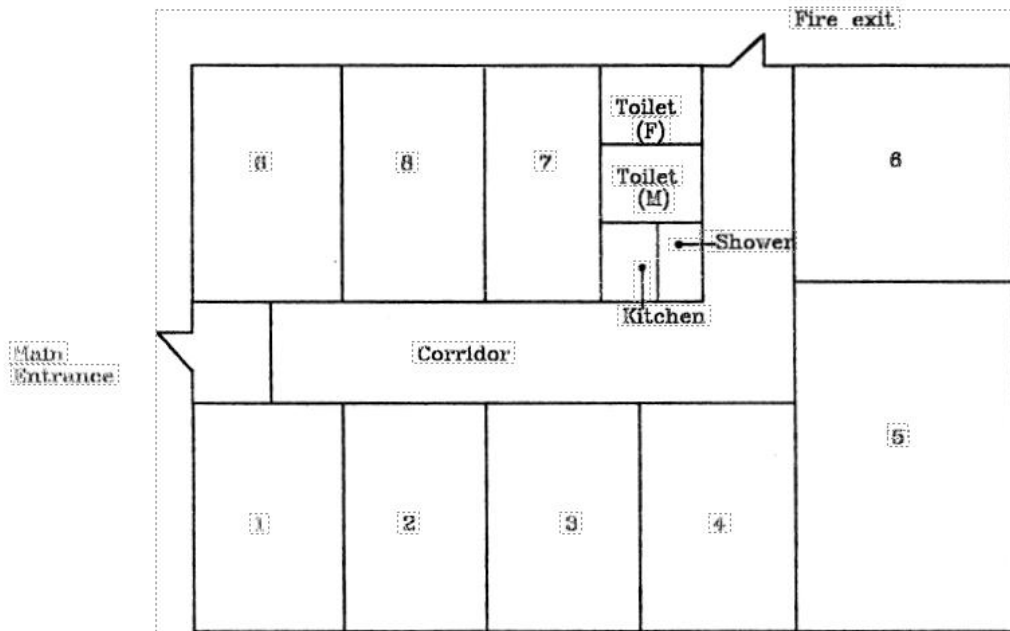 Fire exit
Toilet
(F)
8
7
6
Toilet
(M)
Shower
Kitchen
Main
Entrance
Corridor
5
1
2
3
4